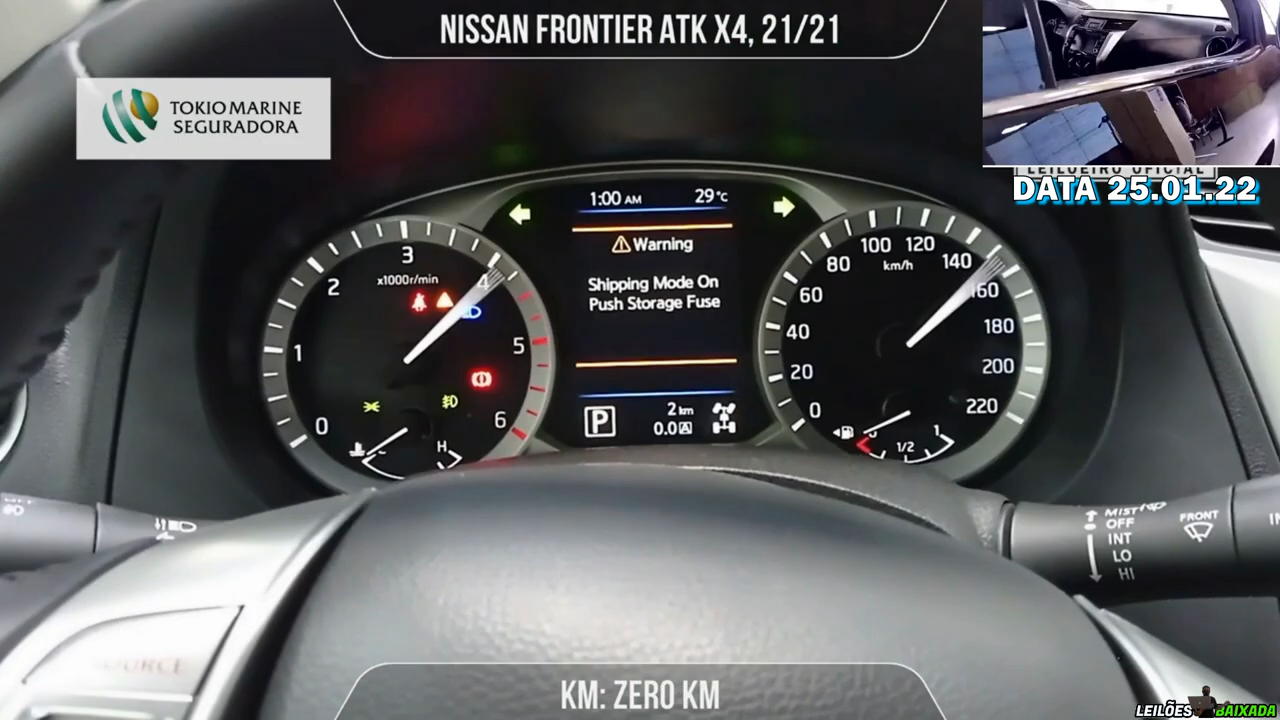 NISSAN FRONTIER ATK X4, 21/21
TOKIO MARINE
SEGURADORA
LEILOEIRO OFICIAL
DATA 25.01.22
1:00 AM 29°C
Warning
Shipping Mode On
Push Storage Fuse
P
2 km
0.0 A
0 1 2 3 4 5 6
x1000r/min
H
0 20 40 60 80 100 120 140 160 180 200 220
km/h
0 1/2 1
MIST
OFF
INT
LO
HI
FRONT
SOURCE
KM: ZERO KM
LEILÕES BAIXADA